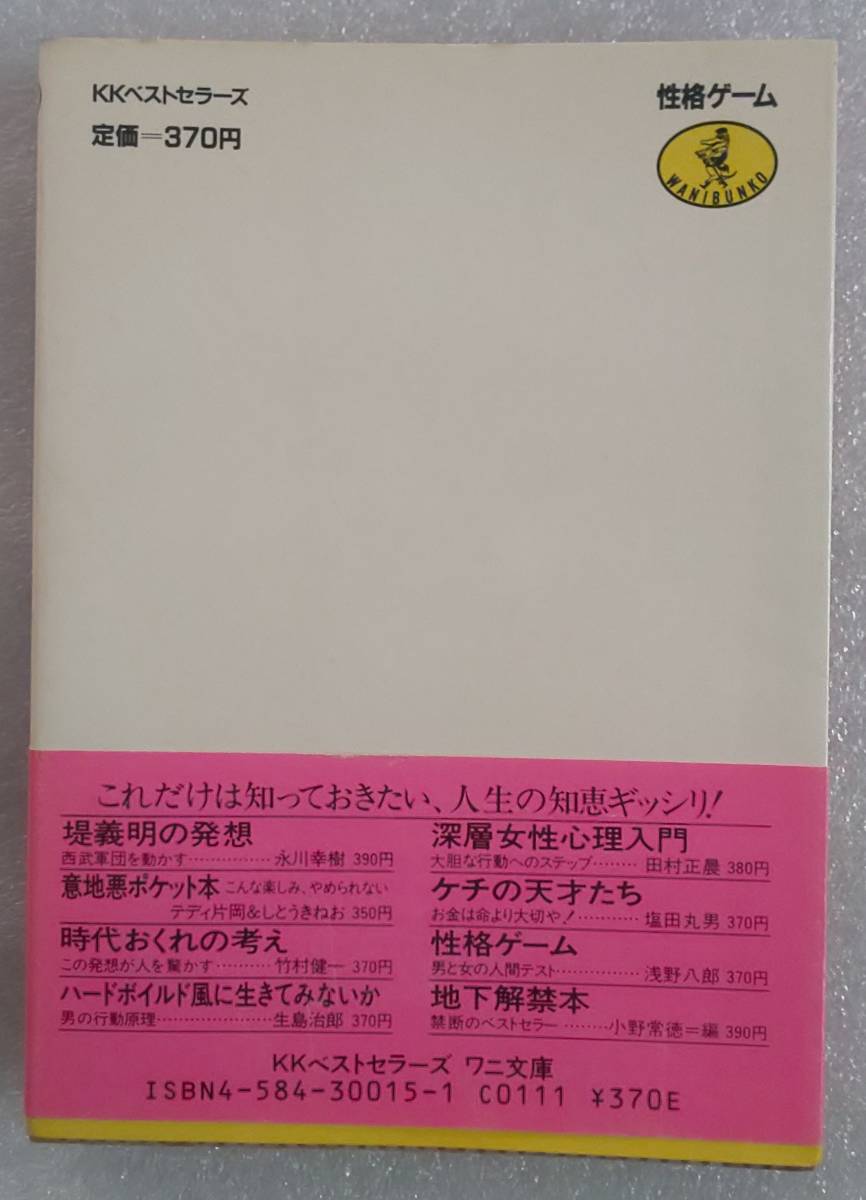 KKベストセラーズ
定価=370円
性格ゲーム
WANIBUNKO
これだけは知っておきたい、人生の知恵ギッシリ!
堤義明の発想
西武軍団を動かす……………永川幸樹 390円
意地悪ポケット本 こんな楽しみ、やめられない
テディ片岡&しとうきねお 350円
時代おくれの考え
この発想が人を驚かす…………竹村健一 370円
ハードボイルド風に生きてみないか
男の行動原理…………………生島治郎 370円
深層女性心理入門
大胆な行動へのステップ………田村正晨 380円
ケチの天才たち
お金は命より大切や!…………塩田丸男 370円
性格ゲーム
男と女の人間テスト……………浅野八郎 370円
地下解禁本
禁断のベストセラー………小野常徳=編 390円
KKベストセラーズ ワニ文庫
ISBN4-584-30015-1 C0111 ¥370E